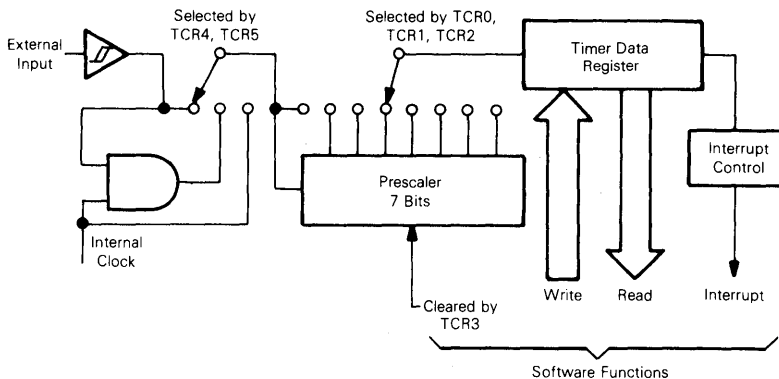 Selected by
TCR4, TCR5
Selected by TCR0,
TCR1, TCR2
External
Input
Timer Data
Register
Interrupt
Control
Prescaler
7 Bits
Internal
Clock
Cleared by
TCR3
Write
Read
Interrupt
Software Functions